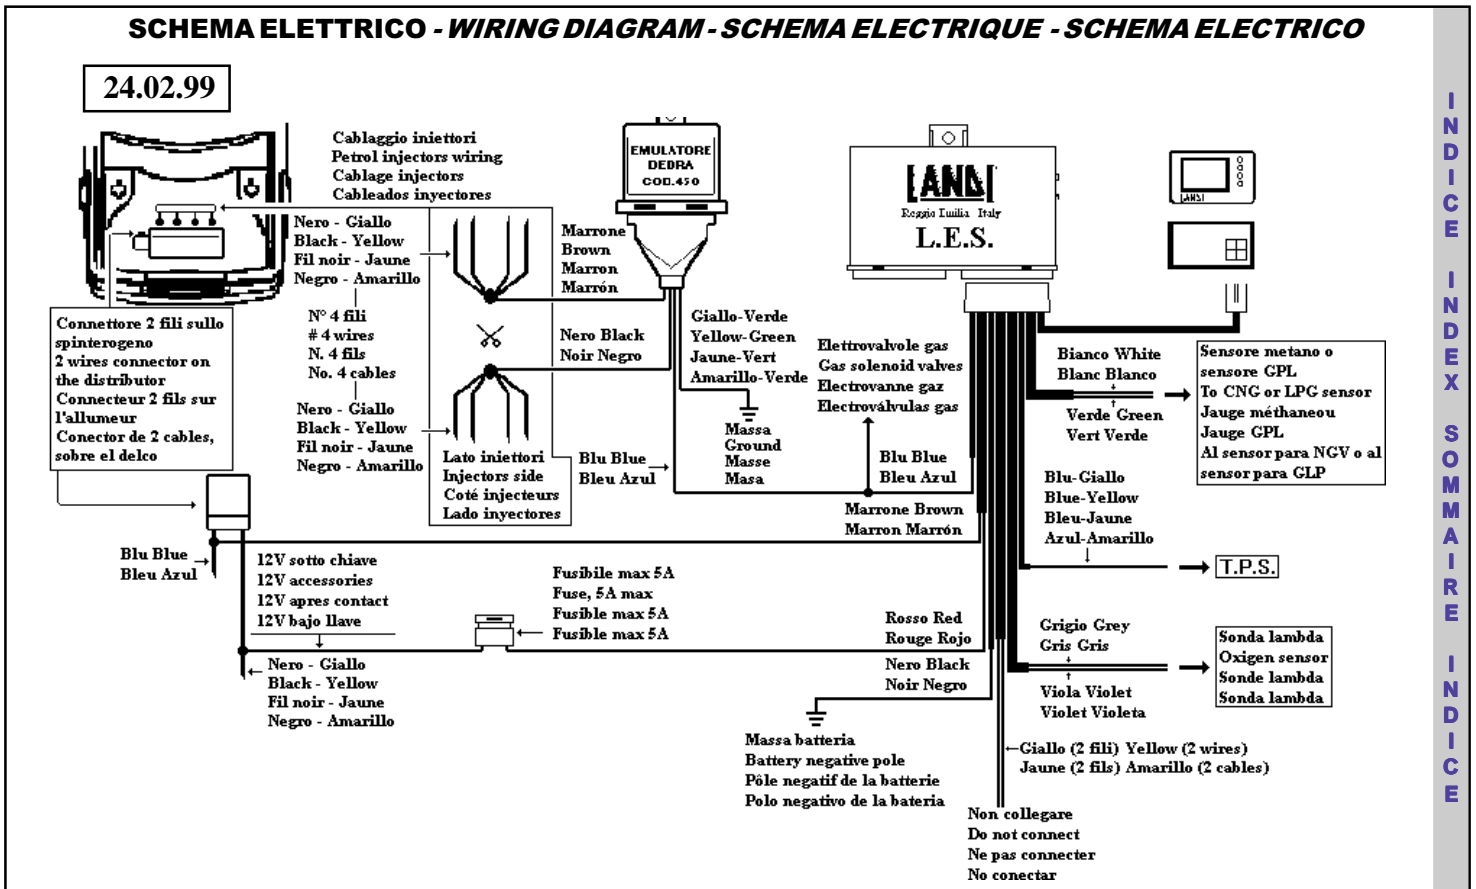 SCHEMA ELETTRICO - WIRING DIAGRAM - SCHEMA ELECTRIQUE - SCHEMA ELECTRICO
24.02.99
Cablaggio iniettori
Petrol injectors wiring
Cablage injectors
Cableados inyectores
Nero - Giallo
Black - Yellow
Fil noir - Jaune
Negro - Amarillo
N° 4 fili
# 4 wires
N. 4 fils
No. 4 cables
Nero - Giallo
Black - Yellow
Fil noir - Jaune
Negro - Amarillo
Connettore 2 fili sullo
spinterogeno
2 wires connector on
the distributor
Connecteur 2 fils sur
l'allumeur
Conector de 2 cables,
sobre el delco
Lato iniettori
Injectors side
Coté injecteurs
Lado inyectores
EMULATORE
DEDRA
COD.450
Marrone
Brown
Marron
Marrón
Nero Black
Noir Negro
Giallo-Verde
Yellow-Green
Jaune-Vert
Amarillo-Verde
Massa
Ground
Masse
Masa
Blu Blue
Bleu Azul
LANDI
Reggio Emilia - Italy
L.E.S.
LANDI
Elettrovalvole gas
Gas solenoid valves
Electrovanne gaz
Electroválvulas gas
Blu Blue
Bleu Azul
Marrone Brown
Marron Marrón
Bianco White
Blanc Blanco
Verde Green
Vert Verde
Sensore metano o
sensore GPL
To CNG or LPG sensor
Jauge méthaneou
Jauge GPL
Al sensor para NGV o al
sensor para GLP
Blu-Giallo
Blue-Yellow
Bleu-Jaune
Azul-Amarillo
T.P.S.
Blu Blue
Bleu Azul
12V sotto chiave
12V accessories
12V apres contact
12V bajo llave
Nero - Giallo
Black - Yellow
Fil noir - Jaune
Negro - Amarillo
Fusibile max 5A
Fuse, 5A max
Fusible max 5A
Fusible max 5A
Rosso Red
Rouge Rojo
Nero Black
Noir Negro
Grigio Grey
Gris Gris
Viola Violet
Violet Violeta
Sonda lambda
Oxigen sensor
Sonde lambda
Sonda lambda
Massa batteria
Battery negative pole
Pôle negatif de la batterie
Polo negativo de la bateria
Giallo (2 fili) Yellow (2 wires)
Jaune (2 fils) Amarillo (2 cables)
Non collegare
Do not connect
Ne pas connecter
No conectar
INDICE INDEX SOMMAIRE INDICE